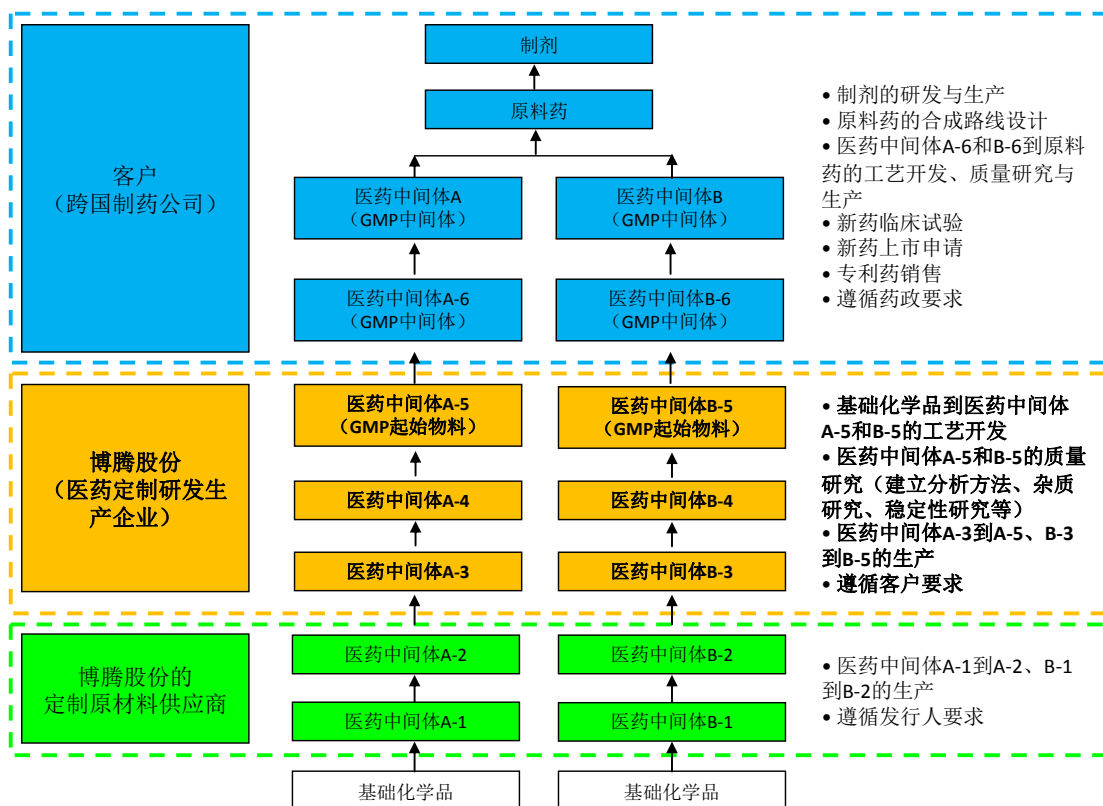 制剂
原料药
客户
（跨国制药公司）
医药中间体A
（GMP中间体）
医药中间体B
（GMP中间体）
医药中间体A-6
（GMP中间体）
医药中间体B-6
（GMP中间体）
• 制剂的研发与生产
• 原料药的合成路线设计
• 医药中间体A-6和B-6到原料
药的工艺开发、质量研究与
生产
• 新药临床试验
• 新药上市申请
• 专利药销售
• 遵循药政要求
博腾股份
（医药定制研发生
产企业）
医药中间体A-5
（GMP起始物料）
医药中间体B-5
（GMP起始物料）
医药中间体A-4
医药中间体B-4
医药中间体A-3
医药中间体B-3
• 基础化学品到医药中间体
A-5和B-5的工艺开发
• 医药中间体A-5和B-5的质量
研究（建立分析方法、杂质
研究、稳定性研究等）
• 医药中间体A-3到A-5、B-3
到B-5的生产
• 遵循客户要求
博腾股份的
定制原材料供应商
医药中间体A-2
医药中间体B-2
医药中间体A-1
医药中间体B-1
• 医药中间体A-1到A-2、B-1
到B-2的生产
• 遵循发行人要求
基础化学品
基础化学品